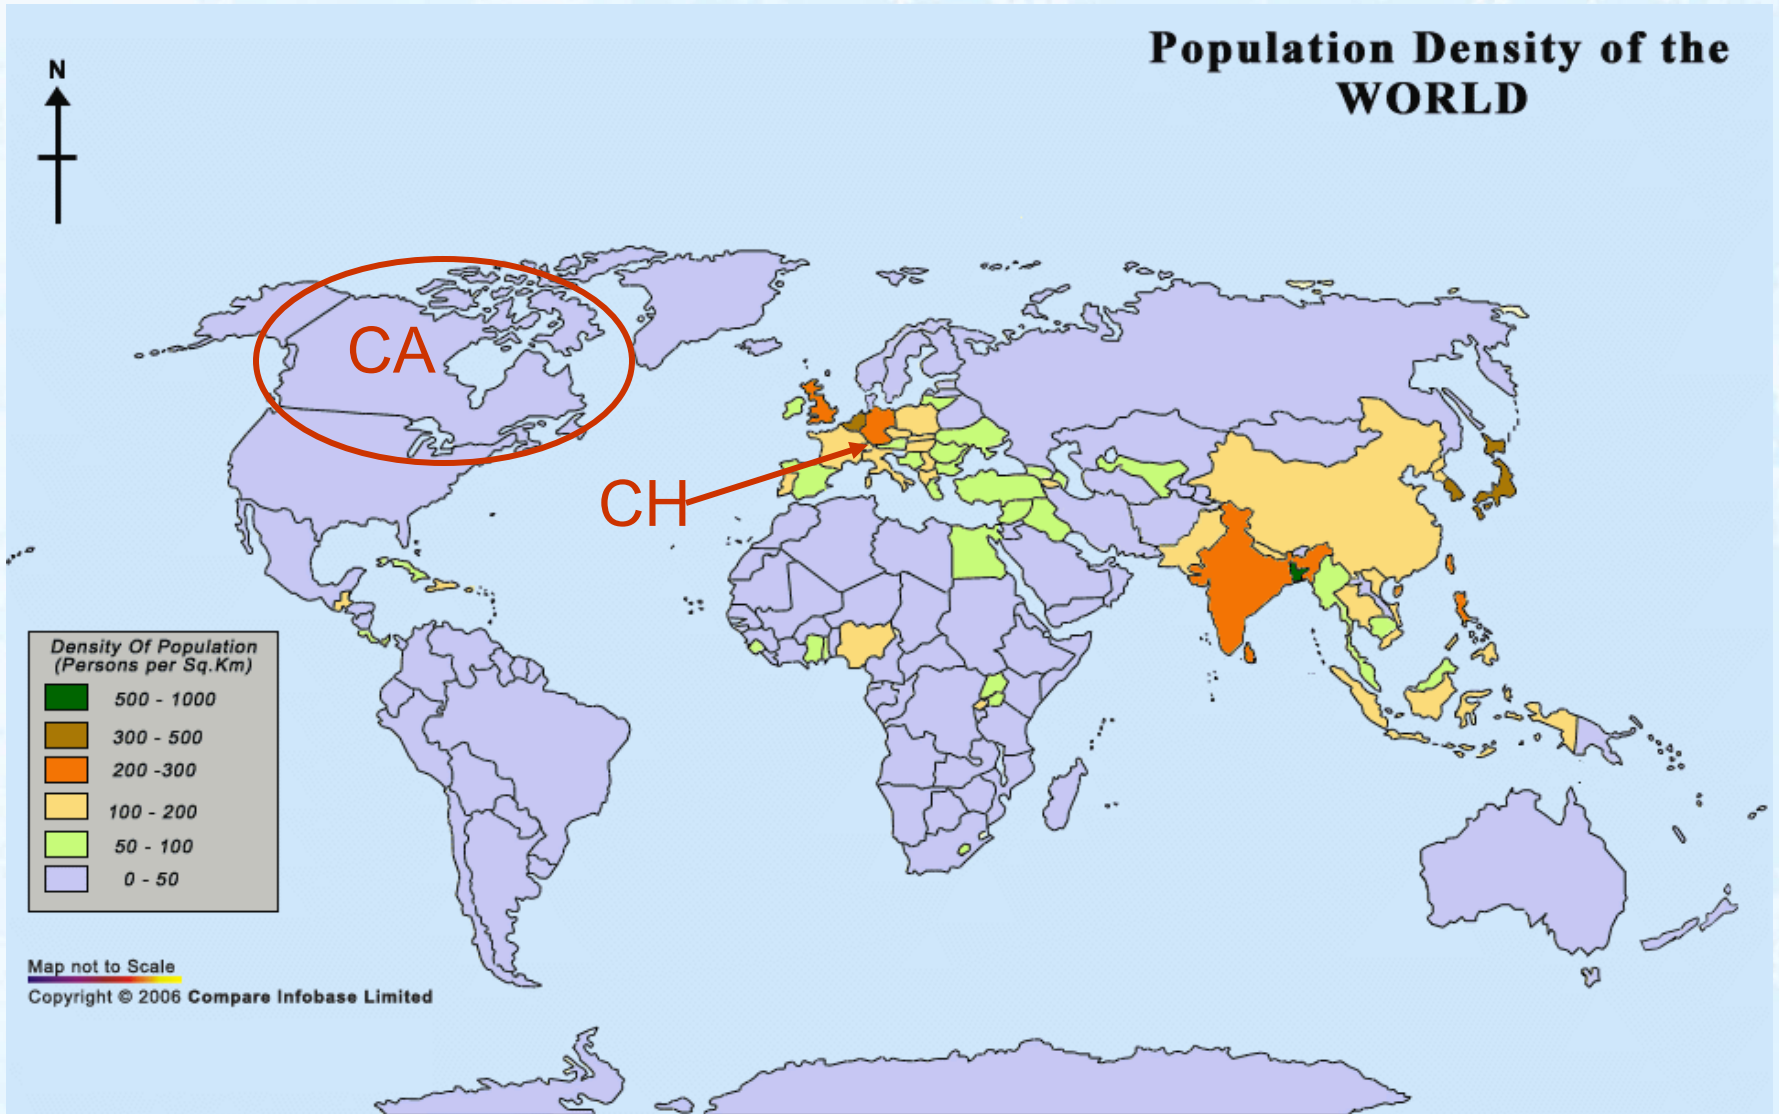 Population Density of the
WORLD
N
CA
CH
Density Of Population
(Persons per Sq.Km)
500 - 1000
300 - 500
200 -300
100 - 200
50 - 100
0 - 50
Map not to Scale
Copyright © 2006 Compare Infobase Limited